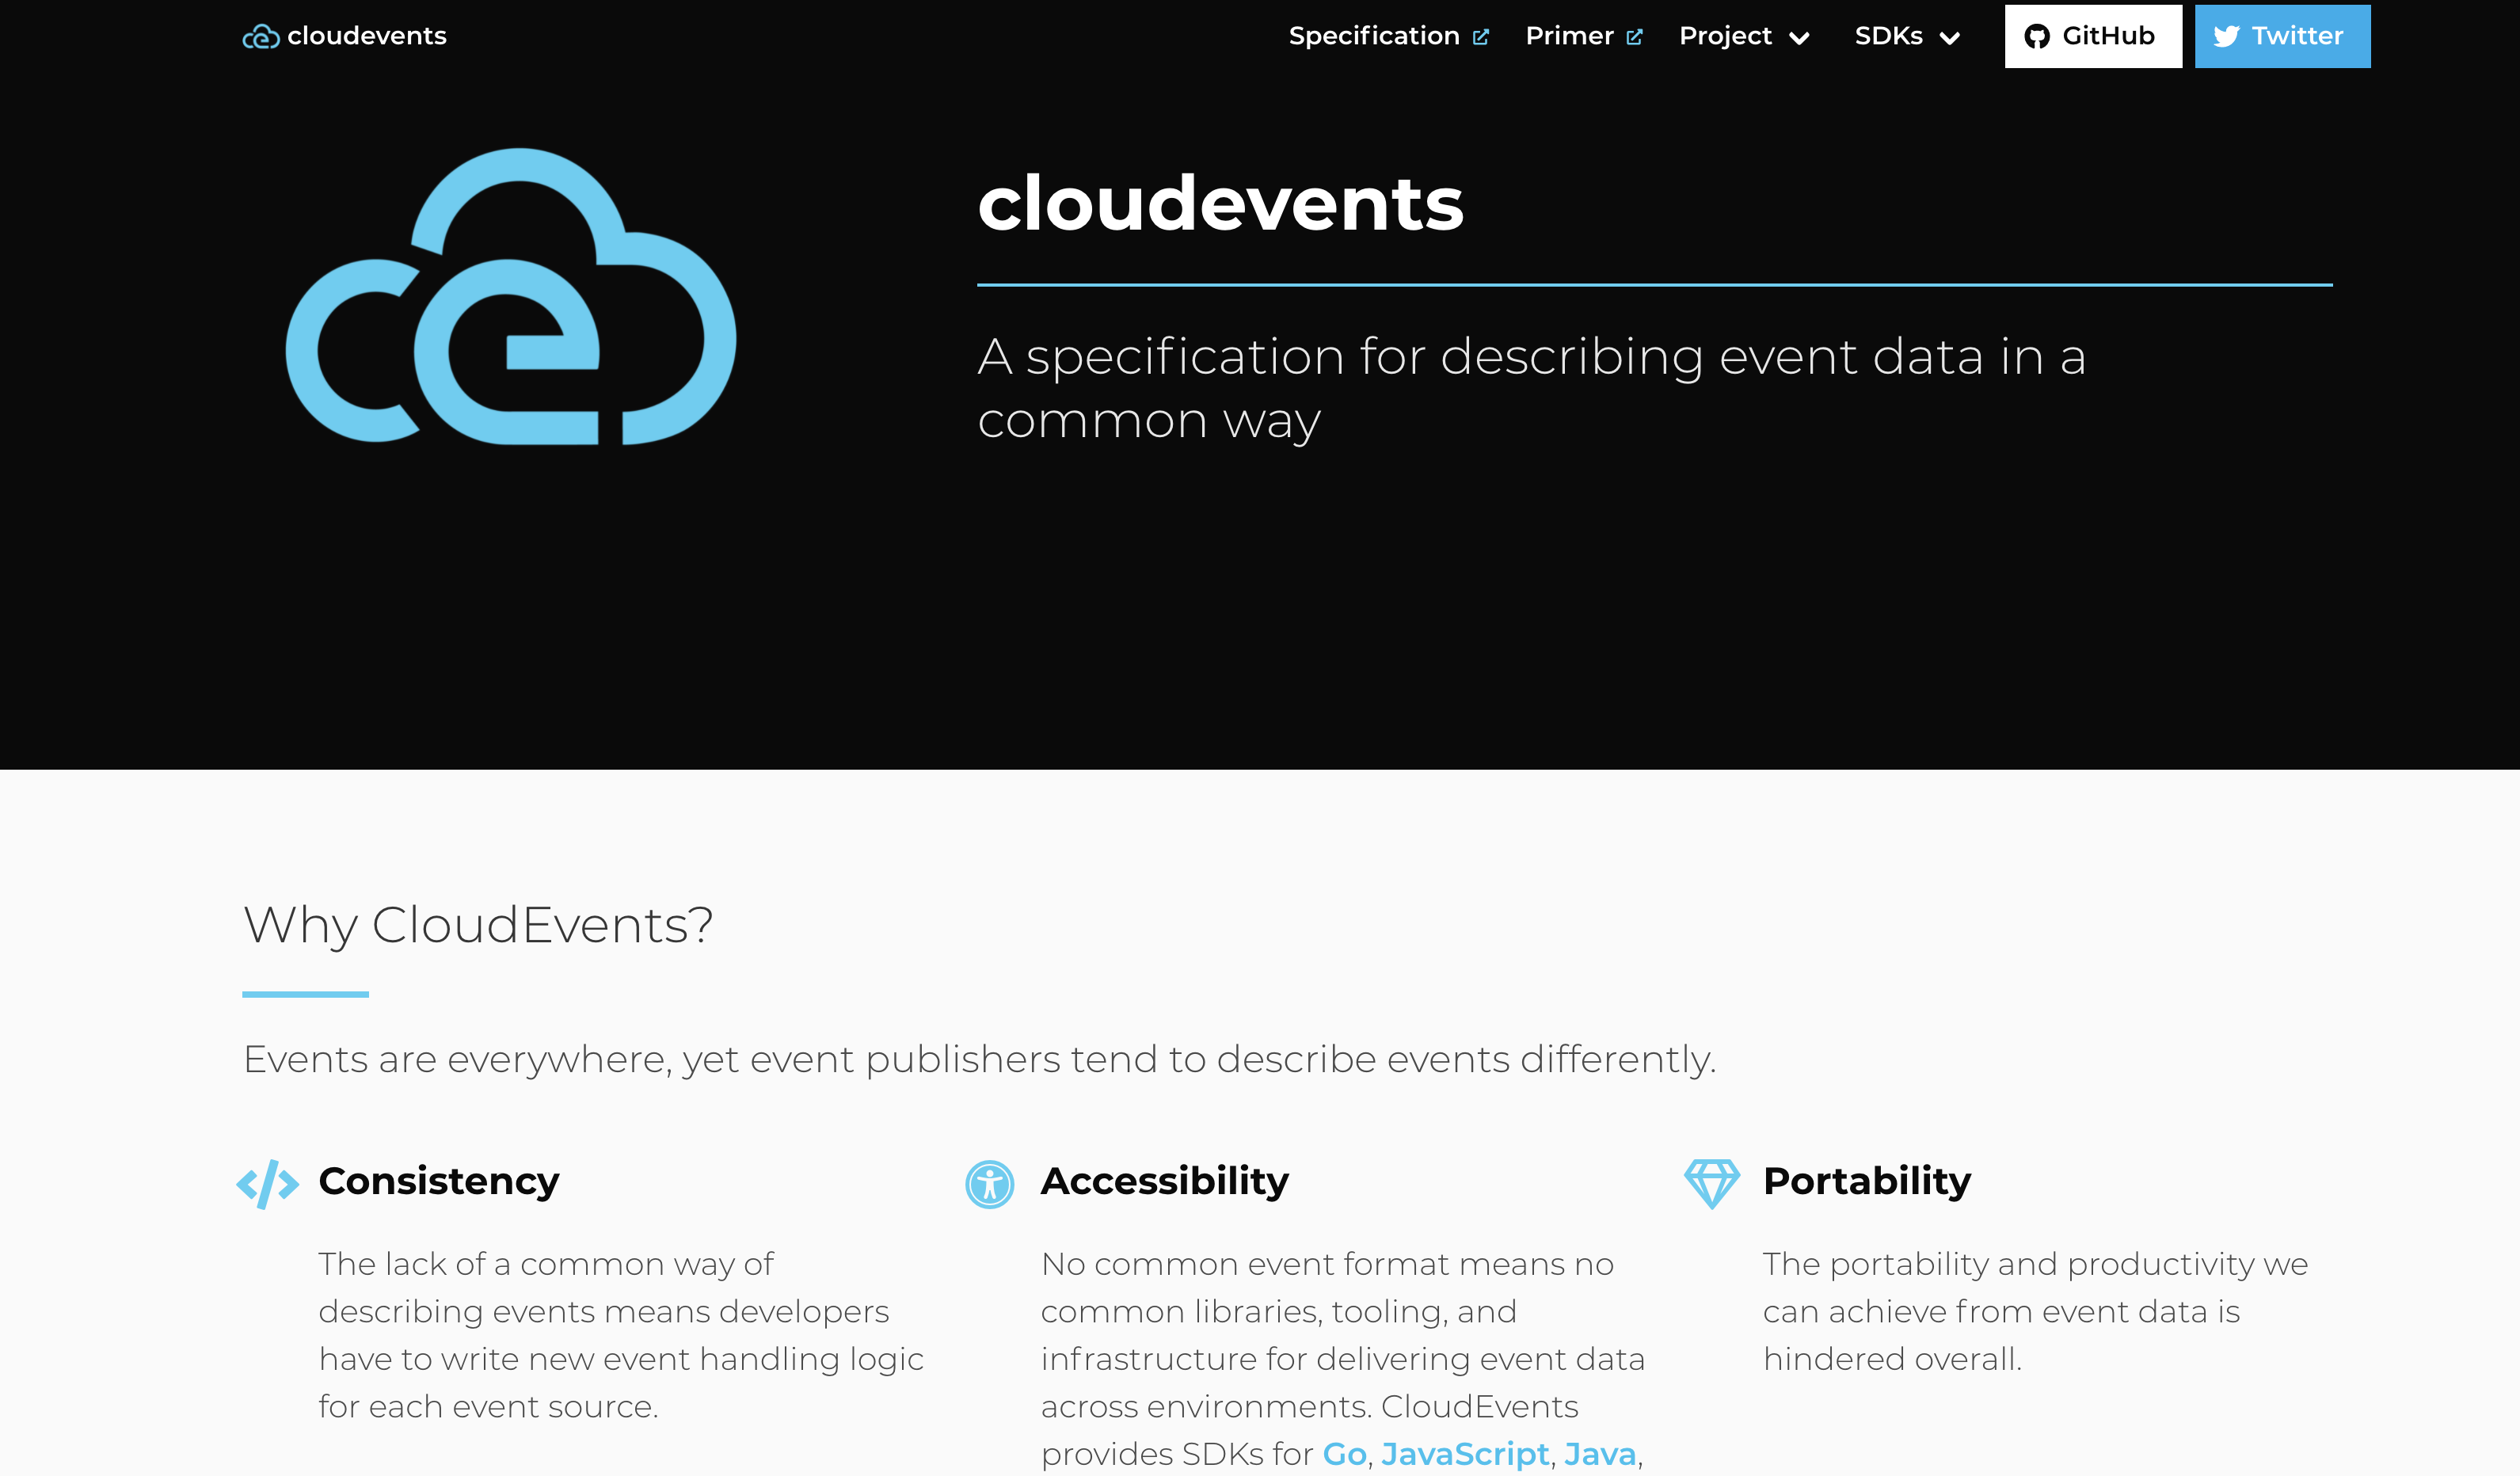 cloudevents
Specification
Primer
Project
SDKs
GitHub
Twitter
cloudevents
A specification for describing event data in a
common way
Why CloudEvents?
Events are everywhere, yet event publishers tend to describe events differently.
Consistency
The lack of a common way of
describing events means developers
have to write new event handling logic
for each event source.
Accessibility
No common event format means no
common libraries, tooling, and
infrastructure for delivering event data
across environments. CloudEvents
provides SDKs for Go, JavaScript, Java,
Portability
The portability and productivity we
can achieve from event data is
hindered overall.